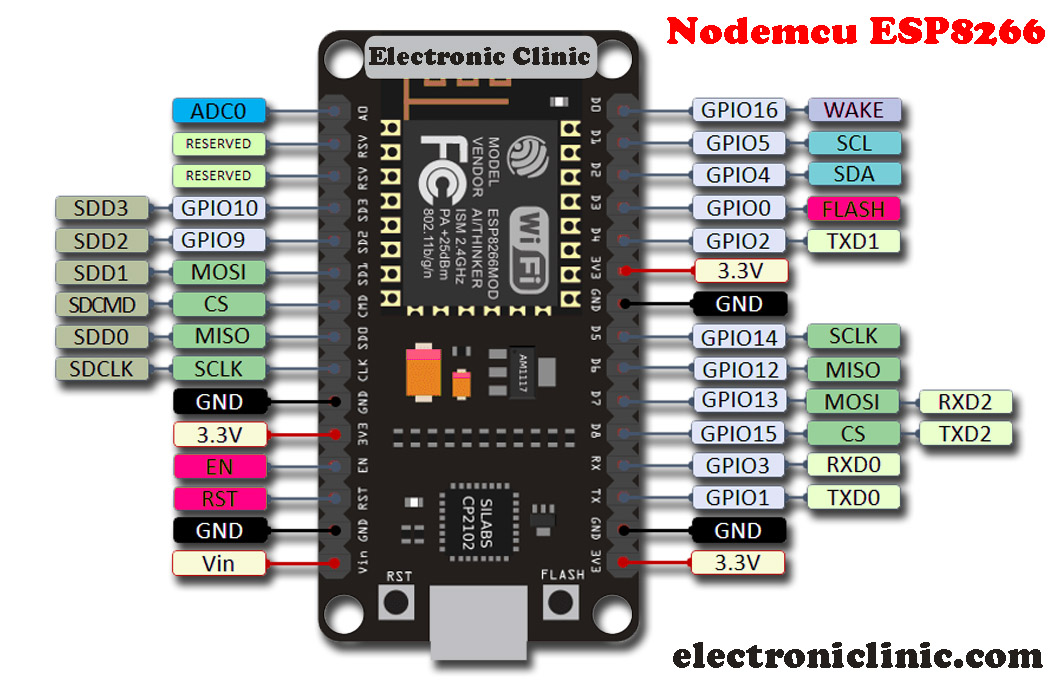 Nodemcu ESP8266
Electronic Clinic
ADC0
RESERVED
RESERVED
SDD3 GPIO10
SDD2 GPIO9
SDD1 MOSI
SDCMD CS
SDD0 MISO
SDCLK SCLK
GND
3.3V
EN
RST
GND
Vin
A0
RSV
RSV
SD3
SD2
SD1
CMD
SD0
CLK
GND
3V3
EN
RST
GND
Vin
MODEL ESP8266MOD
VENDOR AI/THINKER
ISM 2.4GHz
PA +25dBm
802.11b/g/n
FC
Wi Fi
AM1117
SILABS
CP2102
RST
FLASH
D0
D1
D2
D3
D4
3V3
GND
D5
D6
D7
D8
RX
TX
GND
3V3
GPIO16 WAKE
GPIO5 SCL
GPIO4 SDA
GPIO0 FLASH
GPIO2 TXD1
3.3V
GND
GPIO14 SCLK
GPIO12 MISO
GPIO13 MOSI RXD2
GPIO15 CS TXD2
GPIO3 RXD0
GPIO1 TXD0
GND
3.3V
electroniclinic.com